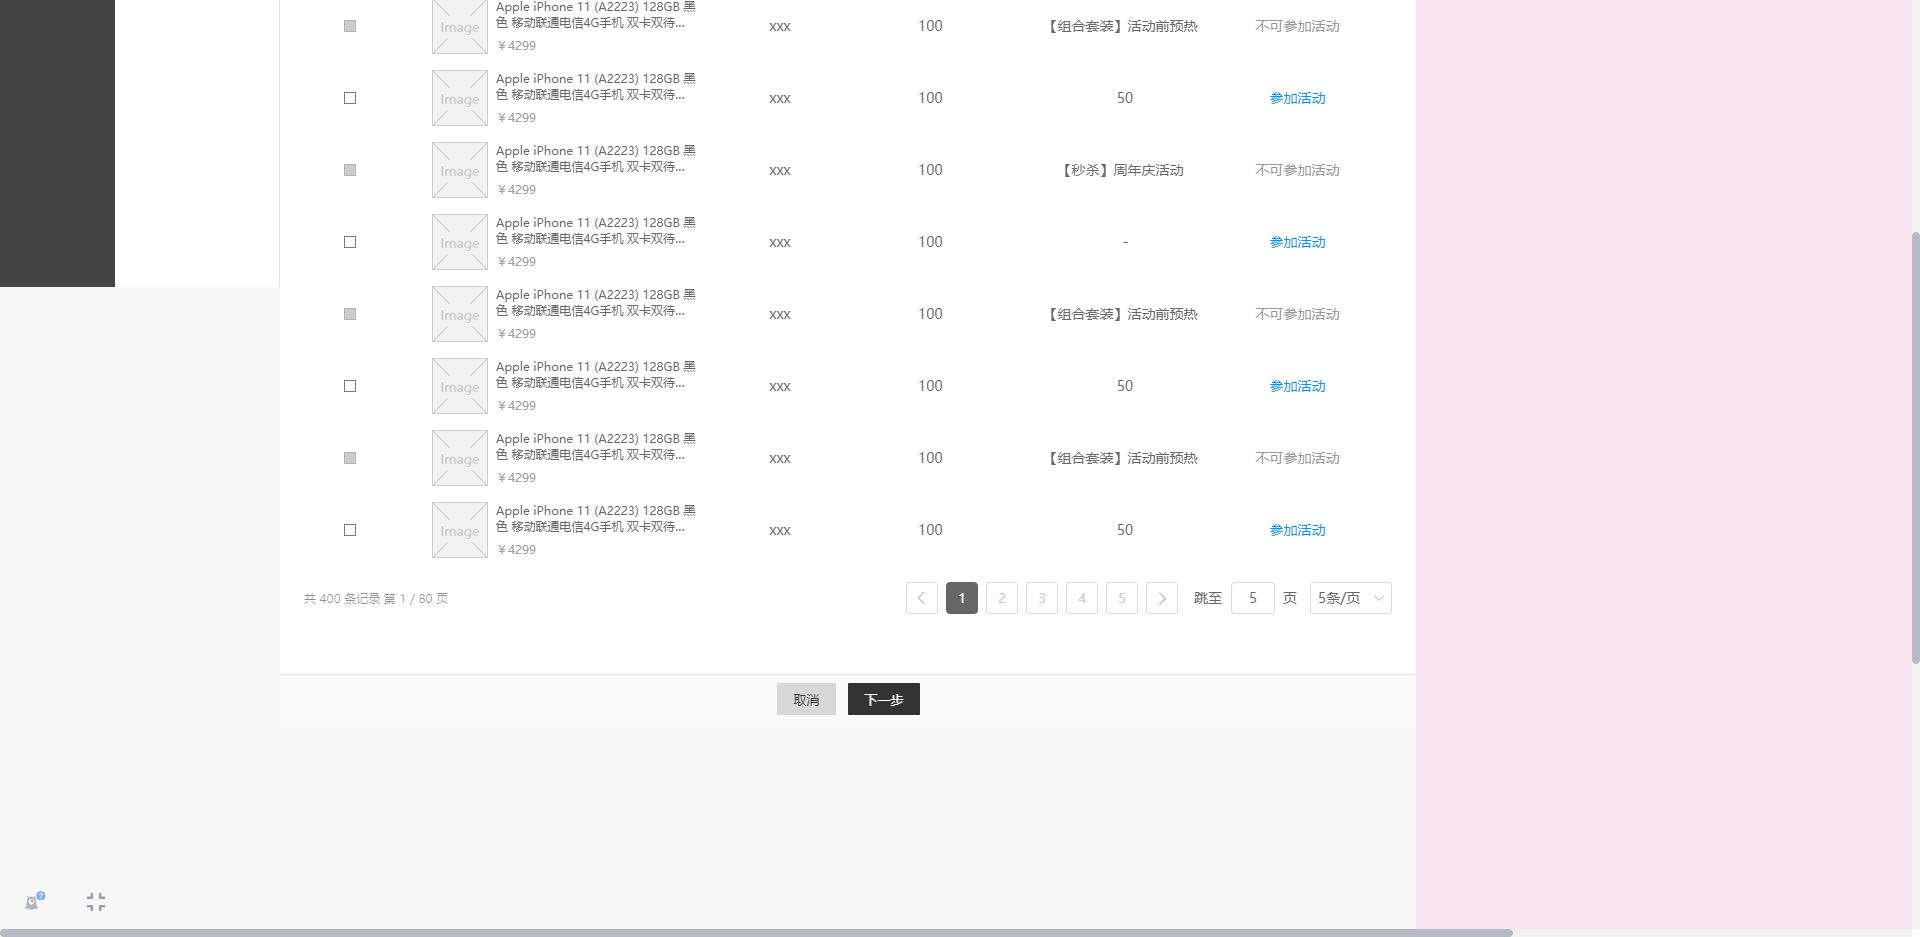 Apple iPhone 11 (A2223) 128GB 黑
色 移动联通电信4G手机 双卡双待...
Image
¥4299
xxx
100
【组合套装】活动前预热
不可参加活动
Apple iPhone 11 (A2223) 128GB 黑
色 移动联通电信4G手机 双卡双待...
Image
¥4299
xxx
100
50
参加活动
Apple iPhone 11 (A2223) 128GB 黑
色 移动联通电信4G手机 双卡双待...
Image
¥4299
xxx
100
【秒杀】周年庆活动
不可参加活动
Apple iPhone 11 (A2223) 128GB 黑
色 移动联通电信4G手机 双卡双待...
Image
¥4299
xxx
100
-
参加活动
Apple iPhone 11 (A2223) 128GB 黑
色 移动联通电信4G手机 双卡双待...
Image
¥4299
xxx
100
【组合套装】活动前预热
不可参加活动
Apple iPhone 11 (A2223) 128GB 黑
色 移动联通电信4G手机 双卡双待...
Image
¥4299
xxx
100
50
参加活动
Apple iPhone 11 (A2223) 128GB 黑
色 移动联通电信4G手机 双卡双待...
Image
¥4299
xxx
100
【组合套装】活动前预热
不可参加活动
Apple iPhone 11 (A2223) 128GB 黑
色 移动联通电信4G手机 双卡双待...
Image
¥4299
xxx
100
50
参加活动
共 400 条记录 第 1 / 80 页
1 2 3 4 5 跳至 5 页 5条/页
取消 下一步
?